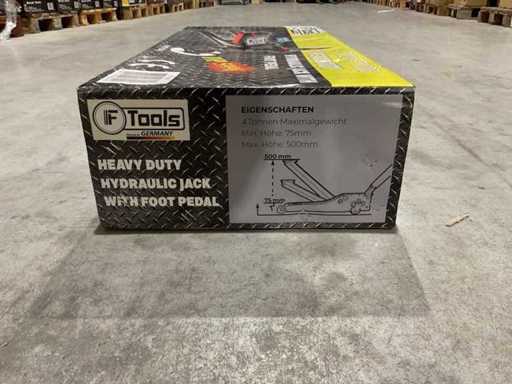 F Tools
GERMANY
HEAVY DUTY
HYDRAULIC JACK
WITH FOOT PEDAL
EIGENSCHAFTEN
4 Tonnen Maximalgewicht
Min. Höhe: 75mm
Max. Höhe: 500mm
500 mm
75 mm